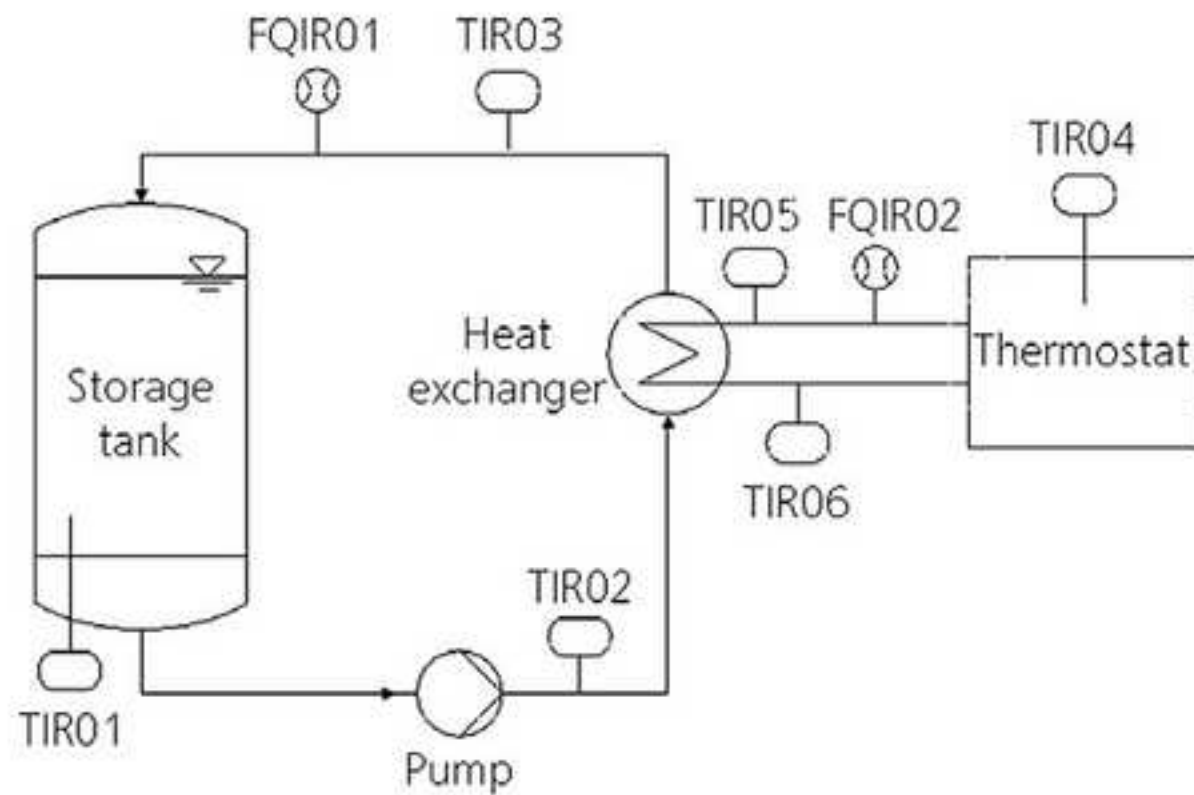 FQIR01
TIR03
TIR04
TIR05
FQIR02
Heat
exchanger
Thermostat
Storage
tank
TIR06
TIR02
TIR01
Pump